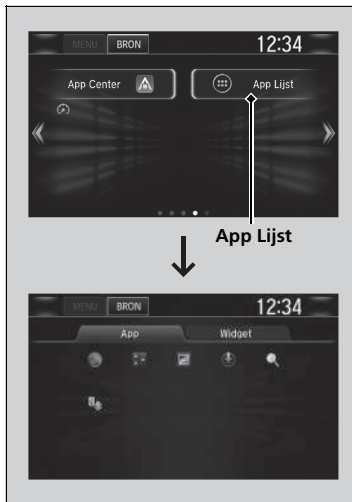 MENU BRON 12:34
App Center App Lijst
App Lijst
MENU BRON 12:34
App Widget